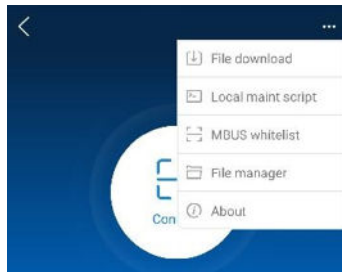 File download
Local maint script
MBUS whitelist
File manager
Con
About